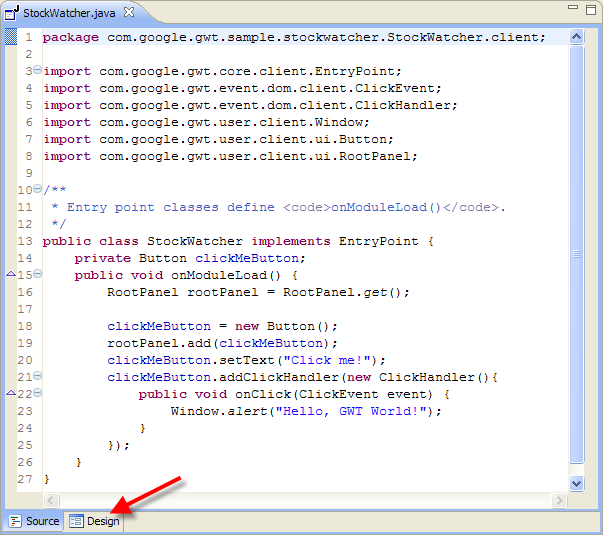 StockWatcher.java
1 package com.google.gwt.sample.stockwatcher.StockWatcher.client;
2
3 import com.google.gwt.core.client.EntryPoint;
4 import com.google.gwt.event.dom.client.ClickEvent;
5 import com.google.gwt.event.dom.client.ClickHandler;
6 import com.google.gwt.user.client.Window;
7 import com.google.gwt.user.client.ui.Button;
8 import com.google.gwt.user.client.ui.RootPanel;
9
10 /**
11  * Entry point classes define <code>onModuleLoad()</code>.
12  */
13 public class StockWatcher implements EntryPoint {
14     private Button clickMeButton;
15     public void onModuleLoad() {
16         RootPanel rootPanel = RootPanel.get();
17
18         clickMeButton = new Button();
19         rootPanel.add(clickMeButton);
20         clickMeButton.setText("Click me!");
21         clickMeButton.addClickHandler(new ClickHandler(){
22             public void onClick(ClickEvent event) {
23                 Window.alert("Hello, GWT World!");
24             }
25         });
26     }
27 }
Source Design